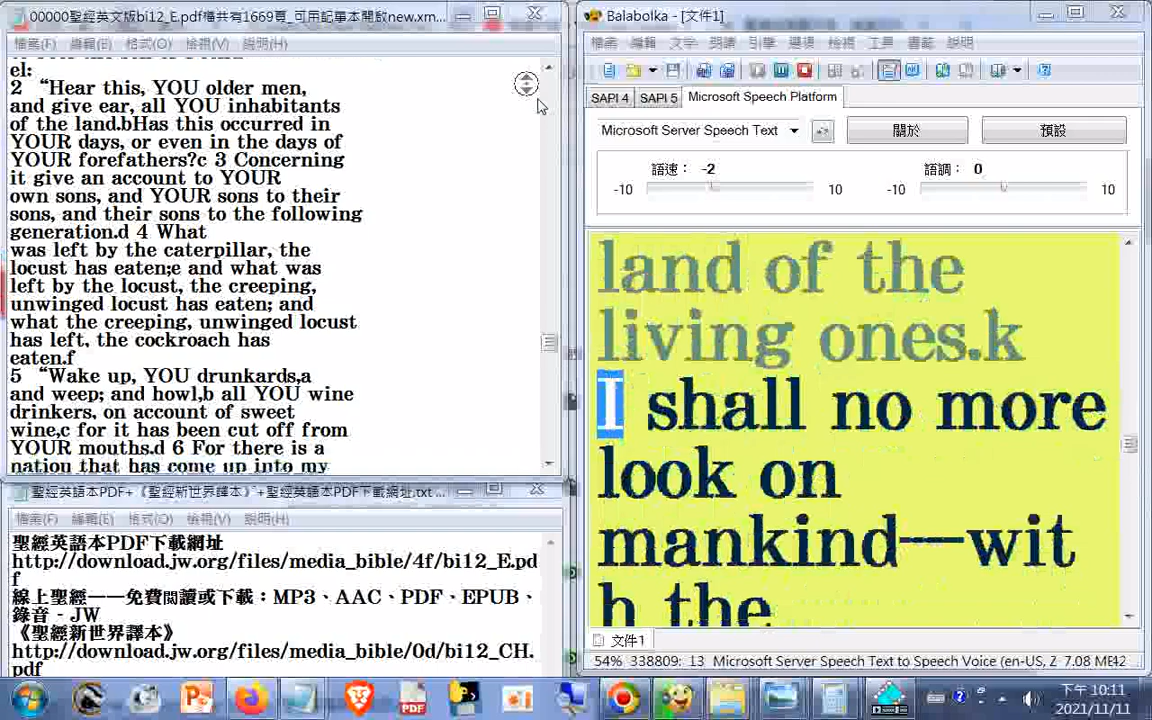 00000聖經英文版bi12_E.pdf檔共有1669頁_可用記事本開啟new.xm...
檔案(F) 編輯(E) 格式(O) 檢視(V) 說明(H)
el:
2 “Hear this, YOU older men,
and give ear, all YOU inhabitants
of the land.bHas this occurred in
YOUR days, or even in the days of
YOUR forefathers?c 3 Concerning
it give an account to YOUR
own sons, and YOUR sons to their
sons, and their sons to the following
generation.d 4 What
was left by the caterpillar, the
locust has eaten;e and what was
left by the locust, the creeping,
unwinged locust has eaten; and
what the creeping, unwinged locust
has left, the cockroach has
eaten.f
5 “Wake up, YOU drunkards,a
and weep; and howl,b all YOU wine
drinkers, on account of sweet
wine,c for it has been cut off from
YOUR mouths.d 6 For there is a
nation that has come up into my
聖經英語本PDF+《聖經新世界譯本》+聖經英語本PDF下載網址.txt ...
檔案(F) 編輯(E) 格式(O) 檢視(V) 說明(H)
聖經英語本PDF下載網址
http://download.jw.org/files/media_bible/4f/bi12_E.pd
f
線上聖經——免費閱讀或下載：MP3、AAC、PDF、EPUB、
錄音 - JW
《聖經新世界譯本》
http://download.jw.org/files/media_bible/0d/bi12_CH.
pdf
Balabolka - [文件1]
檔案 編輯 文字 朗讀 引擎 選項 檢視 工具 書籤 說明
SAPI 4 SAPI 5 Microsoft Speech Platform
Microsoft Server Speech Text 關於 預設
語速： -2 語調： 0
-10 10 -10 10
land of the
living ones.k
I shall no more
look on
mankind—wit
h the
文件1
54% 338809: 13 Microsoft Server Speech Text to Speech Voice (en-US, Z 7.08 ME42
下午 10:11
2021/11/11